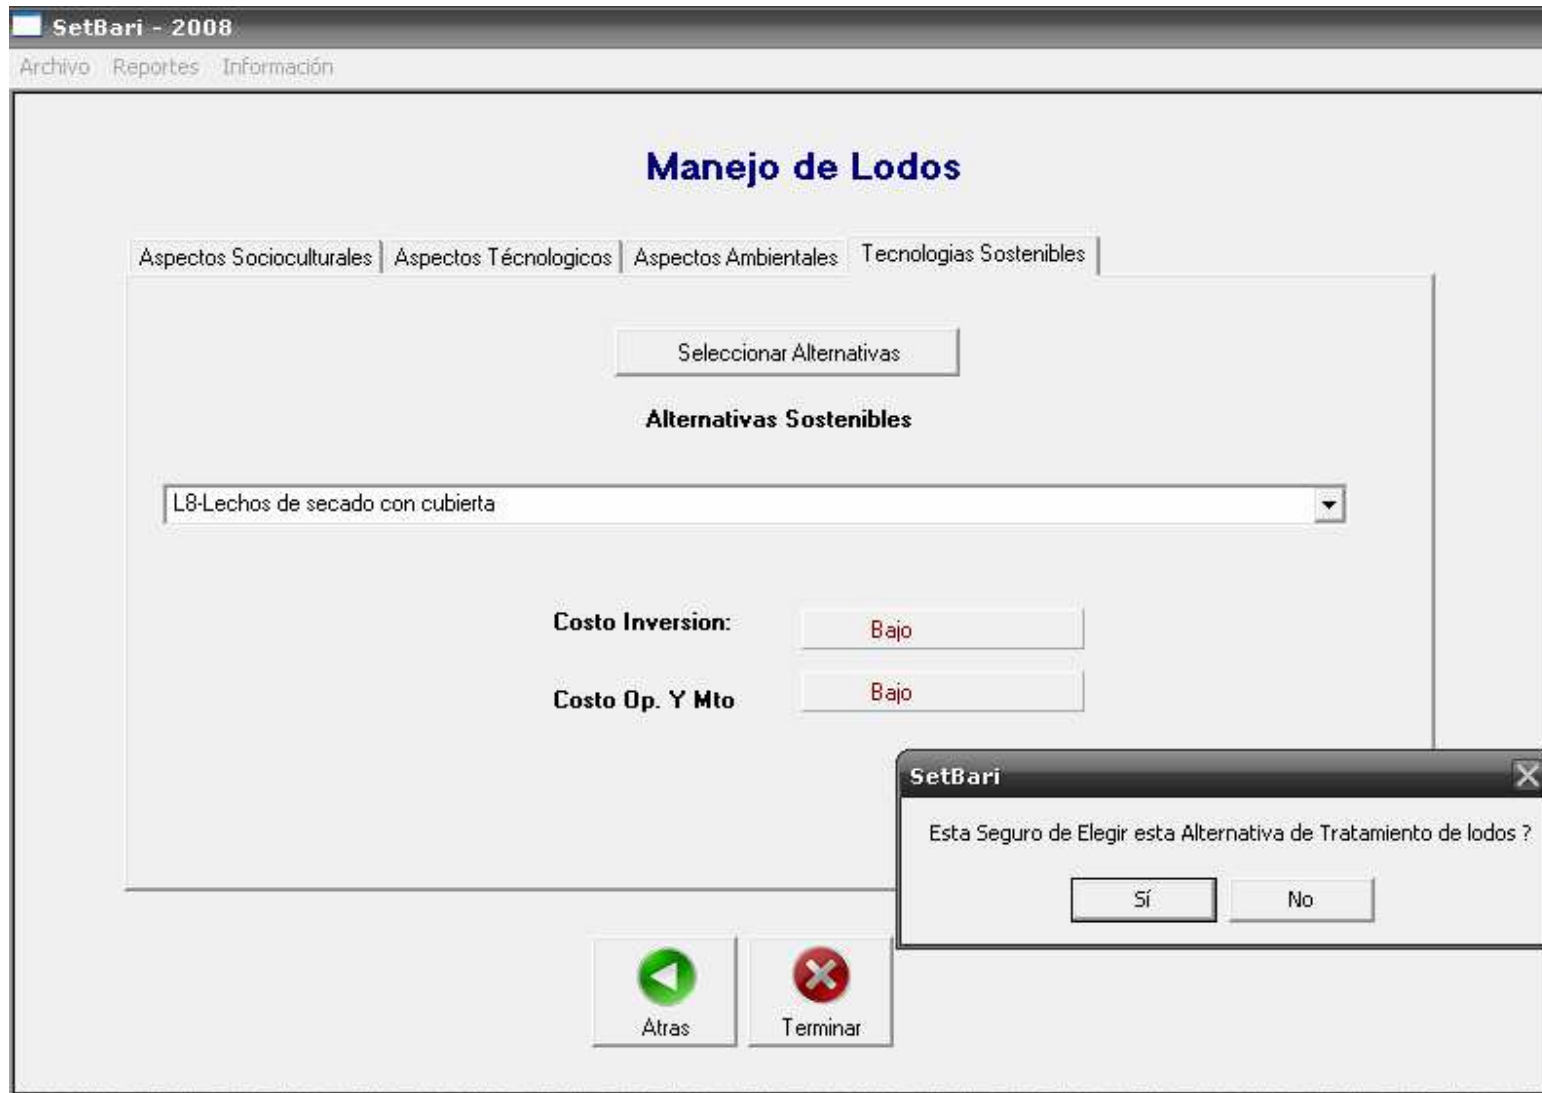 SetBari - 2008
Archivo Reportes Información
Manejo de Lodos
Aspectos Socioculturales Aspectos Técnologicos Aspectos Ambientales Tecnologias Sostenibles
Seleccionar Alternativas
Alternativas Sostenibles
L8-Lechos de secado con cubierta
Costo Inversion: Bajo
Costo Op. Y Mto Bajo
SetBari
Esta Seguro de Elegir esta Alternativa de Tratamiento de lodos ?
Sí No
Atras Terminar